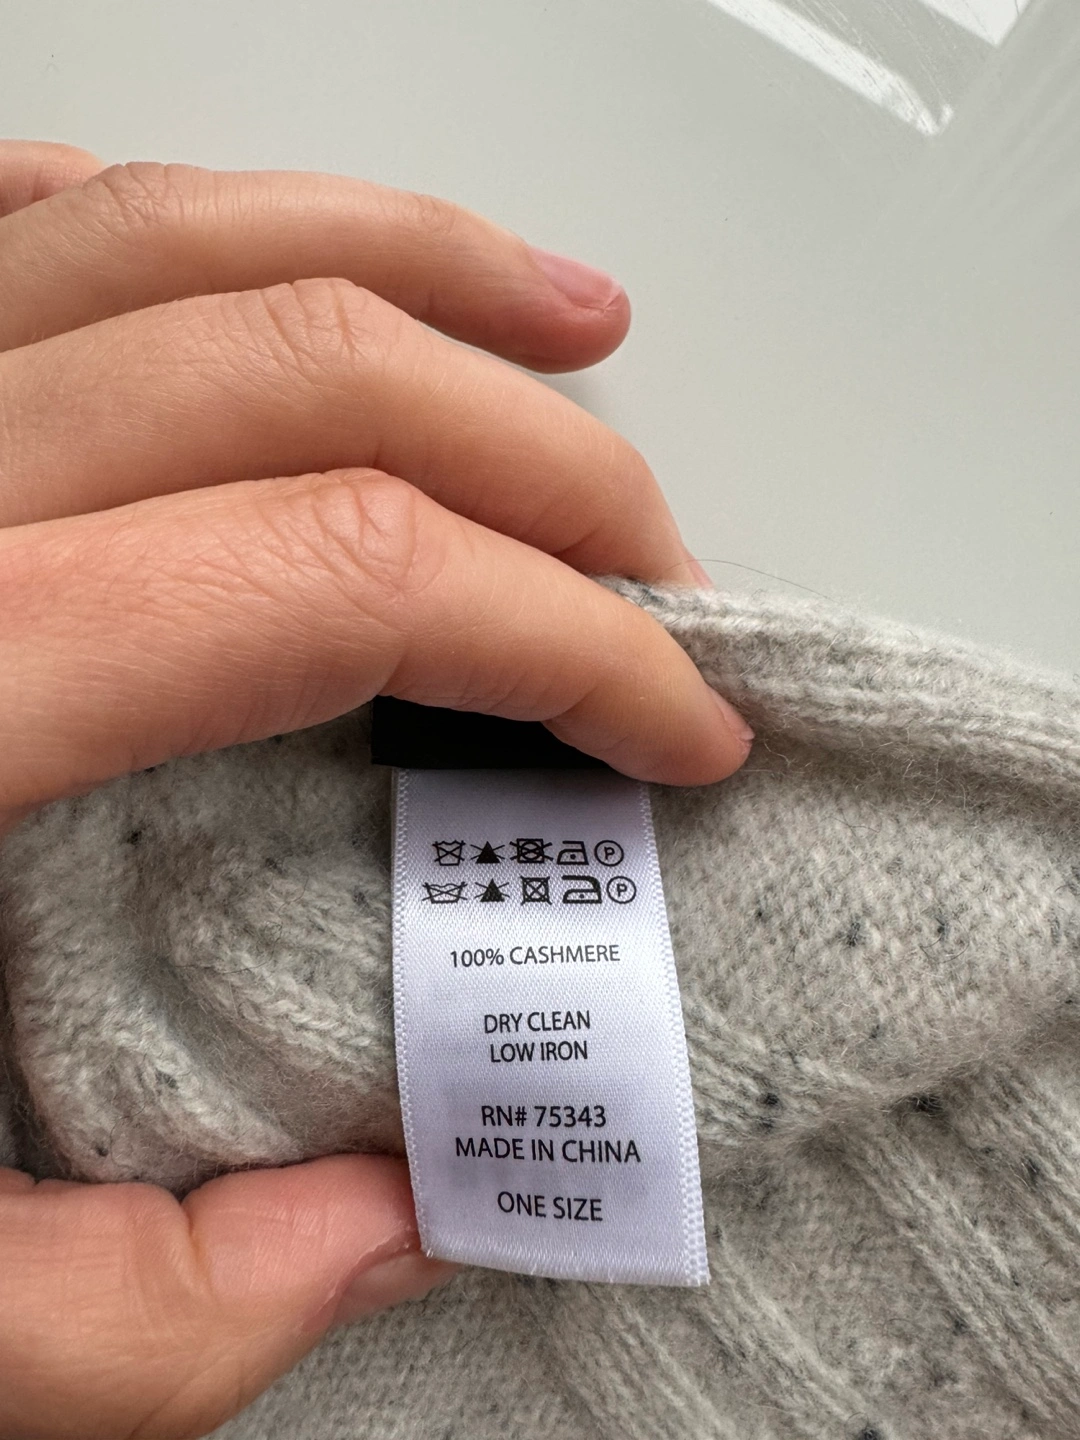 P
P
100% CASHMERE
DRY CLEAN
LOW IRON
RN# 75343
MADE IN CHINA
ONE SIZE